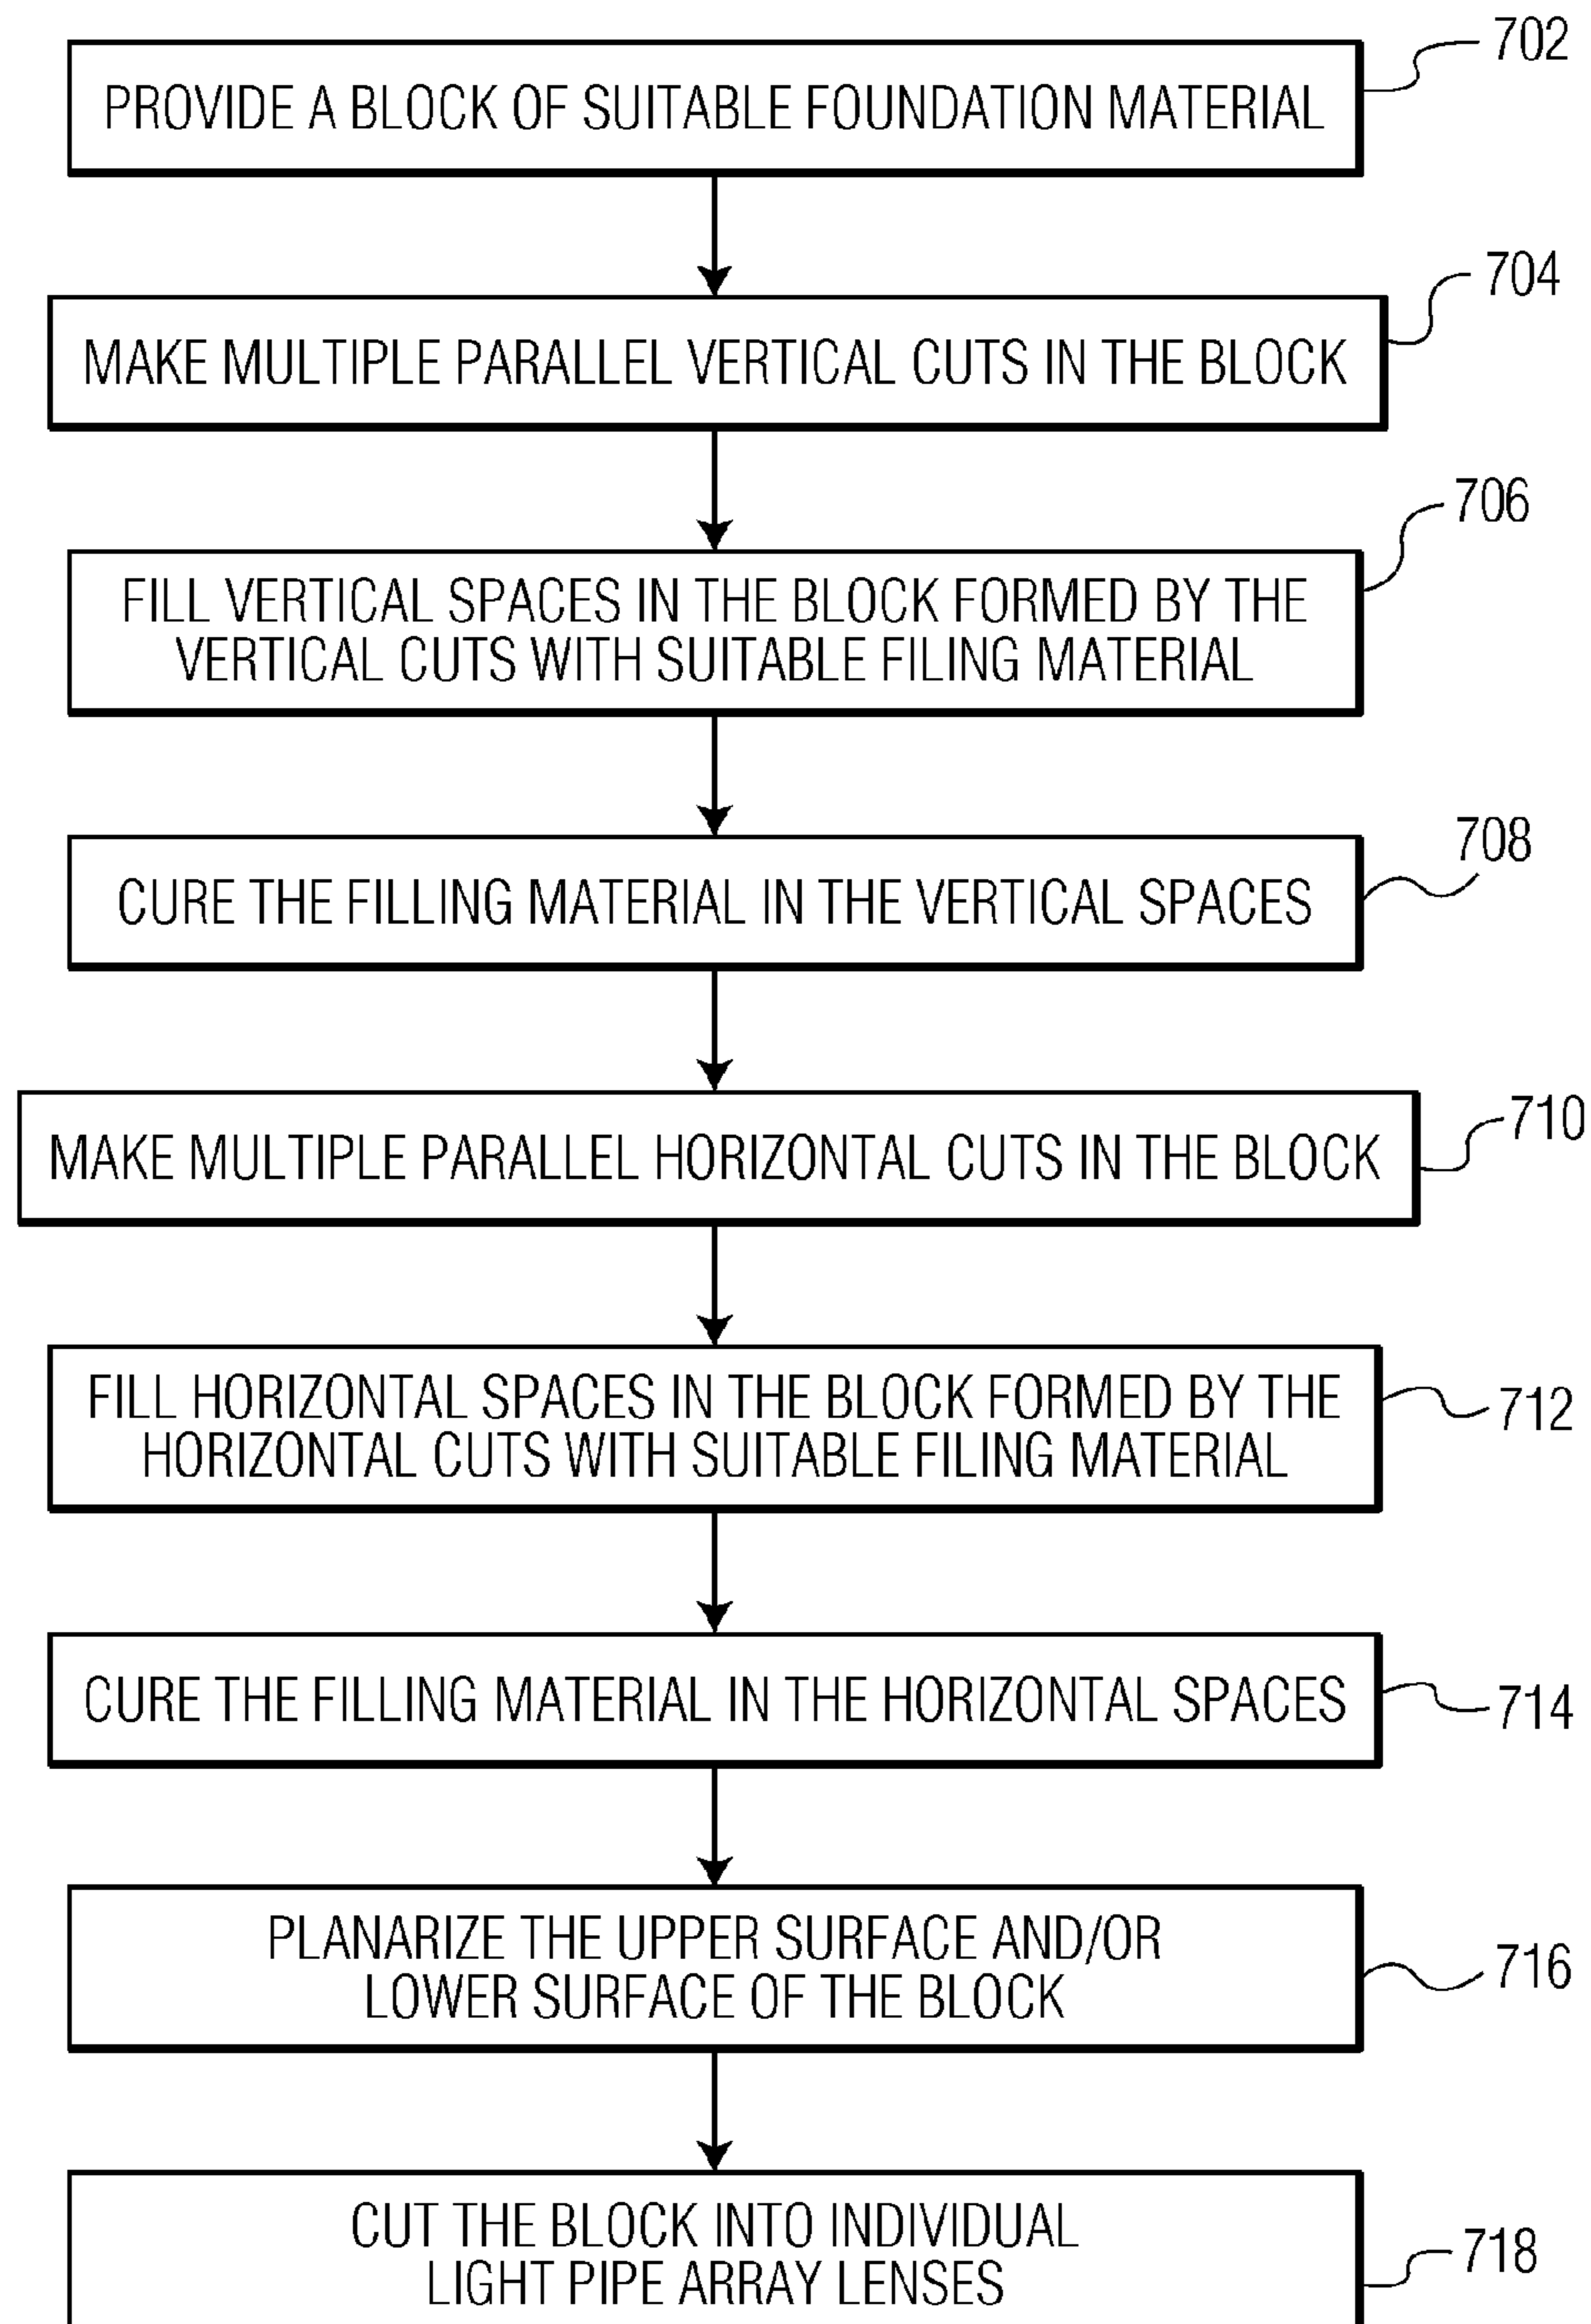 702
PROVIDE A BLOCK OF SUITABLE FOUNDATION MATERIAL
704
MAKE MULTIPLE PARALLEL VERTICAL CUTS IN THE BLOCK
706
FILL VERTICAL SPACES IN THE BLOCK FORMED BY THE
VERTICAL CUTS WITH SUITABLE FILING MATERIAL
708
CURE THE FILLING MATERIAL IN THE VERTICAL SPACES
710
MAKE MULTIPLE PARALLEL HORIZONTAL CUTS IN THE BLOCK
FILL HORIZONTAL SPACES IN THE BLOCK FORMED BY THE
HORIZONTAL CUTS WITH SUITABLE FILING MATERIAL
712
CURE THE FILLING MATERIAL IN THE HORIZONTAL SPACES
714
PLANARIZE THE UPPER SURFACE AND/OR
LOWER SURFACE OF THE BLOCK
716
CUT THE BLOCK INTO INDIVIDUAL
LIGHT PIPE ARRAY LENSES
718